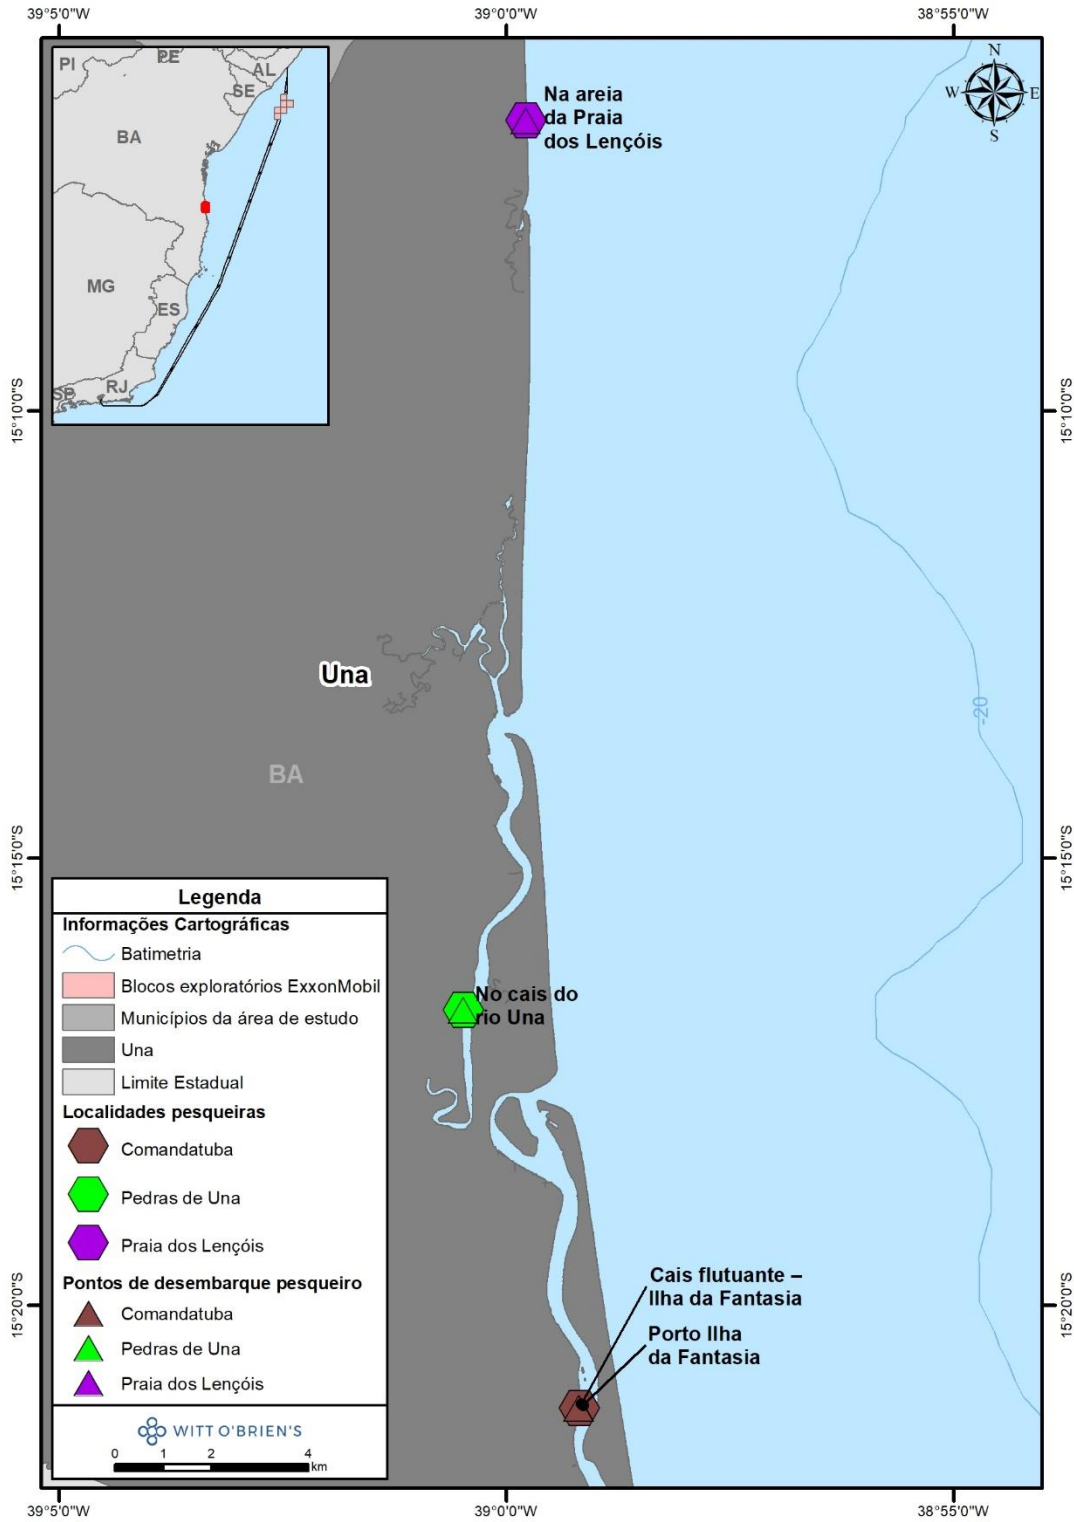 39°5'0"W
39°0'0"W
38°55'0"W
PI
PE
AL
SE
BA
MG
ES
RJ
SP
N
W
E
S
Na areia
da Praia
dos Lençóis
15°10'0"S
15°10'0"S
Una
BA
-20
15°15'0"S
15°15'0"S
No cais do
rio Una
15°20'0"S
15°20'0"S
Cais flutuante –
Ilha da Fantasia
Porto Ilha
da Fantasia
Legenda
Informações Cartográficas
Batimetria
Blocos exploratórios ExxonMobil
Municípios da área de estudo
Una
Limite Estadual
Localidades pesqueiras
Comandatuba
Pedras de Una
Praia dos Lençóis
Pontos de desembarque pesqueiro
Comandatuba
Pedras de Una
Praia dos Lençóis
WITT O'BRIEN'S
0 1 2 4
km
39°5'0"W
39°0'0"W
38°55'0"W